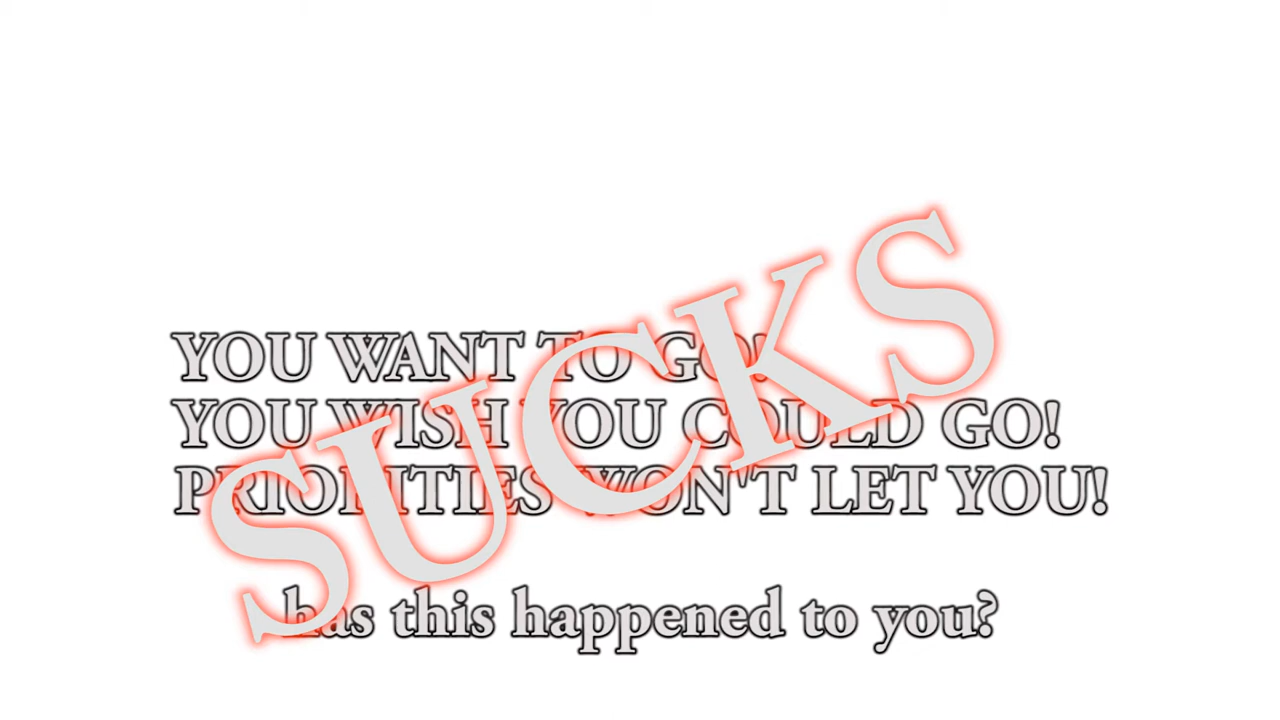 YOU WANT TO GO!
YOU WISH YOU COULD GO!
PRIORITIES WON'T LET YOU!
SUCKS
has this happened to you?